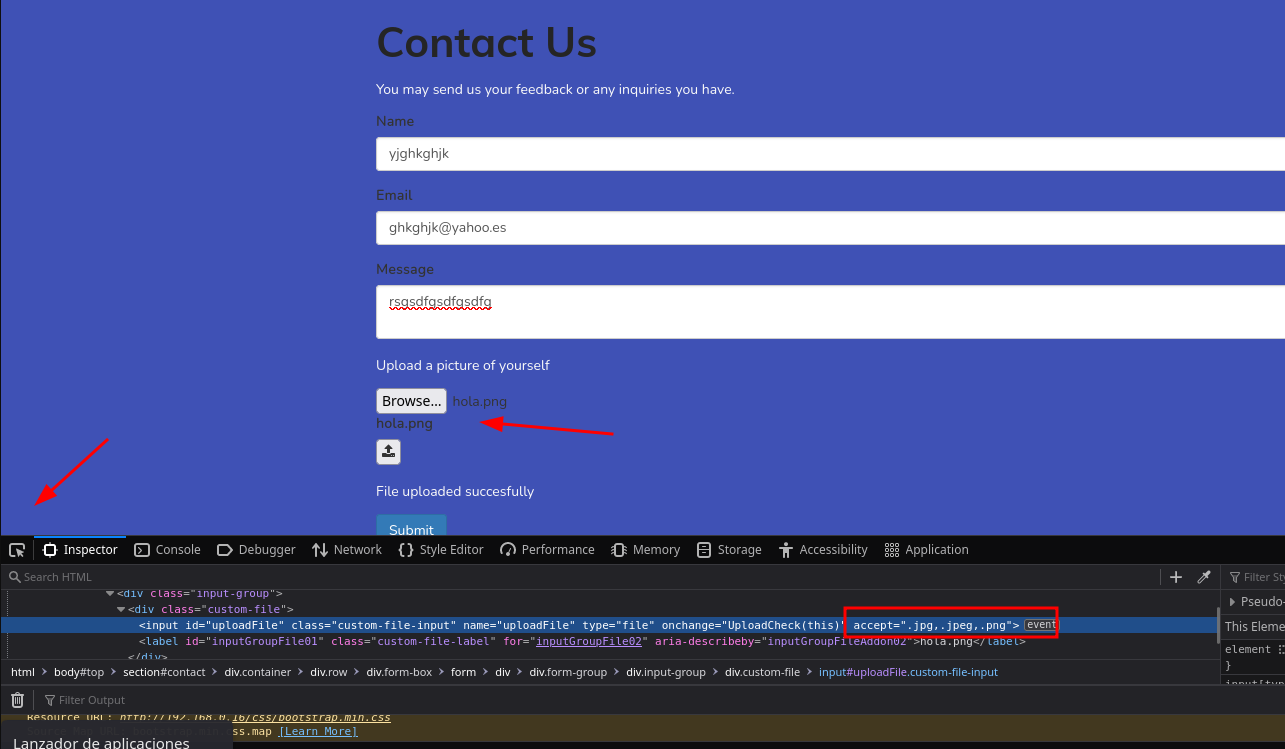 Contact Us
You may send us your feedback or any inquiries you have.
Name
yjghkghjk
Email
ghkghjk@yahoo.es
Message
rsgsdfgsdfgsdfg
Upload a picture of yourself
Browse... hola.png
hola.png
File uploaded succesfully
Submit
Inspector Console Debugger Network Style Editor Performance Memory Storage Accessibility Application
Search HTML Filter Sty
<div class="input-group"> Pseudo-
<div class="custom-file">
<input id="uploadFile" class="custom-file-input" name="uploadFile" type="file" onchange="UploadCheck(this)" accept=".jpg,.jpeg,.png"> event This Eleme
<label id="inputGroupFile01" class="custom-file-label" for="inputGroupFile02" aria-describeby="inputGroupFileAddon02">hola.png</label> element
</div> }
html > body#top > section#contact > div.container > div.row > div.form-box > form > div > div.form-group > div.input-group > div.custom-file > input#uploadFile.custom-file-input input[typ
Filter Output
Resource URL: http://192.168.0.16/css/bootstrap.min.css
ss.map [Learn More]
Lanzador de aplicaciones